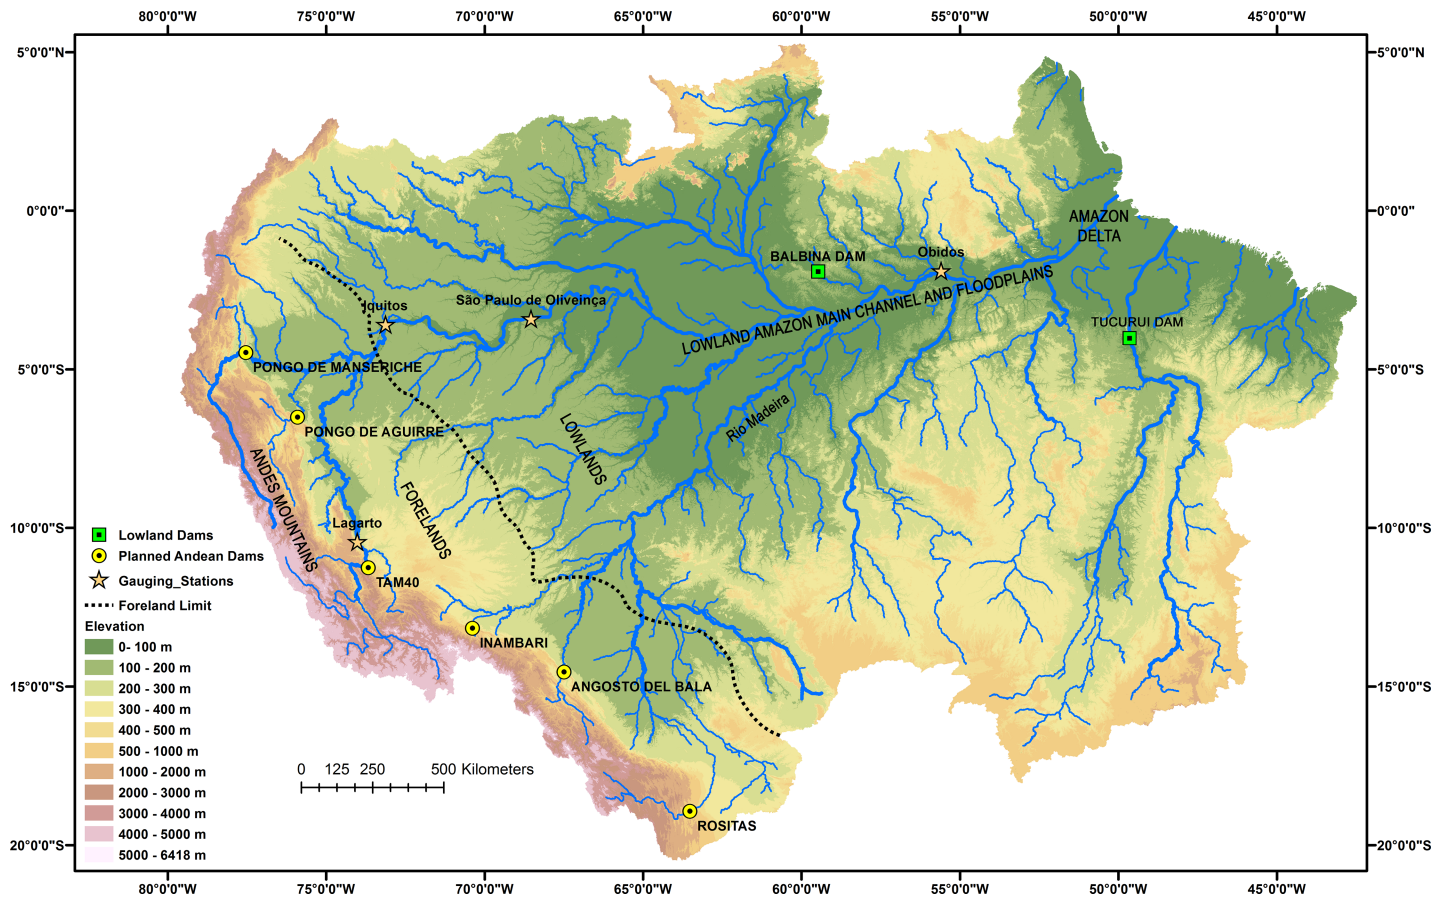 80°0'0"W 75°0'0"W 70°0'0"W 65°0'0"W 60°0'0"W 55°0'0"W 50°0'0"W 45°0'0"W
5°0'0"N 5°0'0"N
0°0'0" 0°0'0"
5°0'0"S 5°0'0"S
10°0'0"S 10°0'0"S
15°0'0"S 15°0'0"S
20°0'0"S 20°0'0"S
AMAZON
DELTA
BALBINA DAM
Obidos
LOWLAND AMAZON MAIN CHANNEL AND FLOODPLAINS
São Paulo de Oliveinça
Iquitos
TUCURUI DAM
PONGO DE MANSERICHE
PONGO DE AGUIRRE
Rio Madeira
LOWLANDS
ANDES MOUNTAINS
FORELANDS
Lagarto
TAM40
INAMBARI
ANGOSTO DEL BALA
ROSITAS
Lowland Dams
Planned Andean Dams
Gauging_Stations
Foreland Limit
Elevation
0- 100 m
100 - 200 m
200 - 300 m
300 - 400 m
400 - 500 m
500 - 1000 m
1000 - 2000 m
2000 - 3000 m
3000 - 4000 m
4000 - 5000 m
5000 - 6418 m
0 125 250 500 Kilometers
80°0'0"W 75°0'0"W 70°0'0"W 65°0'0"W 60°0'0"W 55°0'0"W 50°0'0"W 45°0'0"W